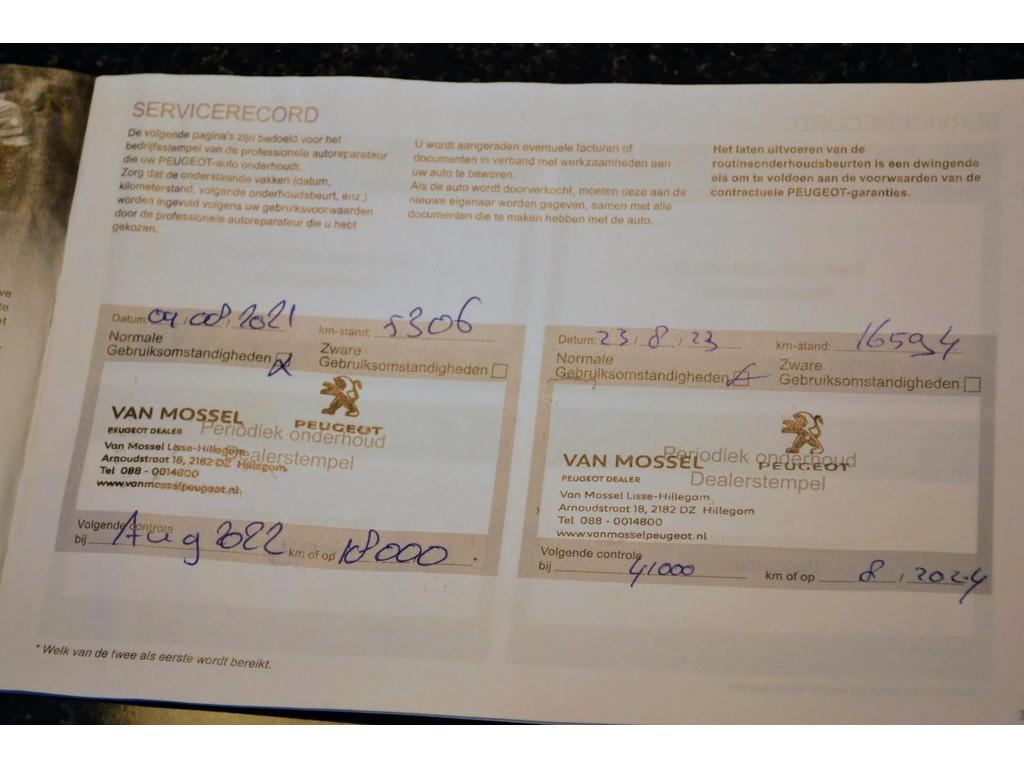 SERVICERECORD
De volgende pagina's zijn bedoeld voor het
bedrijfsstempel van de professionele autoreparateur
die uw PEUGEOT-auto onderhoudt.
Zorg dat de onderstaande vakken (datum,
kilometerstand, volgende onderhoudsbeurt, enz.)
worden ingevuld volgens uw gebruiksvoorwaarden
door de professionele autoreparateur die u hebt
gekozen.
U wordt aangeraden eventuele facturen of
documenten in verband met werkzaamheden aan
uw auto te bewaren.
Als de auto wordt doorverkocht, moeten deze aan de
nieuwe eigenaar worden gegeven, samen met alle
documenten die te maken hebben met de auto.
Het laten uitvoeren van de
routineonderhoudsbeurten is een dwingende
eis om te voldoen aan de voorwaarden van de
contractuele PEUGEOT-garanties.
Datum: 09,08,2021 km-stand: 5306
Normale
Gebruiksomstandigheden
Zware
Gebruiksomstandigheden
VAN MOSSEL
PEUGEOT DEALER
PEUGEOT
Periodiek onderhoud
Dealerstempel
Van Mossel Lisse-Hillegom
Arnoudstraat 18, 2182 DZ Hillegom
Tel 088 - 0014800
www.vanmosselpeugeot.nl
Volgende controle
bij Aug 2022 km of op 18000
Datum: 23,8,23 km-stand: 16594
Normale
Gebruiksomstandigheden
Zware
Gebruiksomstandigheden
VAN MOSSEL
PEUGEOT DEALER
PEUGEOT
Periodiek onderhoud
Dealerstempel
Van Mossel Lisse-Hillegom
Arnoudstraat 18, 2182 DZ Hillegom
Tel 088 - 0014800
www.vanmosselpeugeot.nl
Volgende controle
bij 41000 km of op 8, 2024
* Welk van de twee als eerste wordt bereikt.